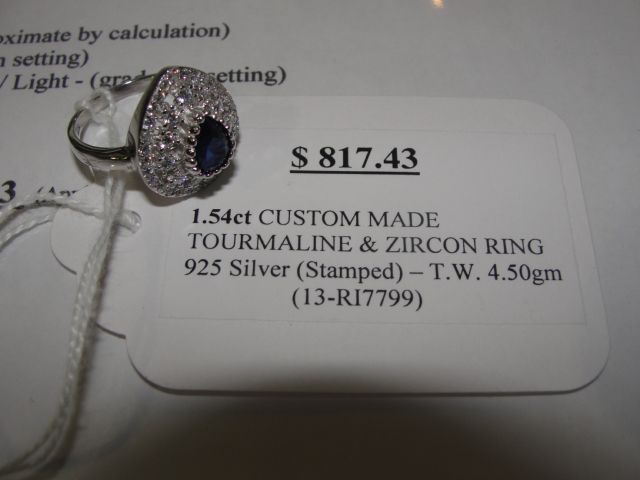 oximate by calculation)
setting)
/ Light - (grad setting)
3
$ 817.43
1.54ct CUSTOM MADE
TOURMALINE & ZIRCON RING
925 Silver (Stamped) – T.W. 4.50gm
(13-RI7799)